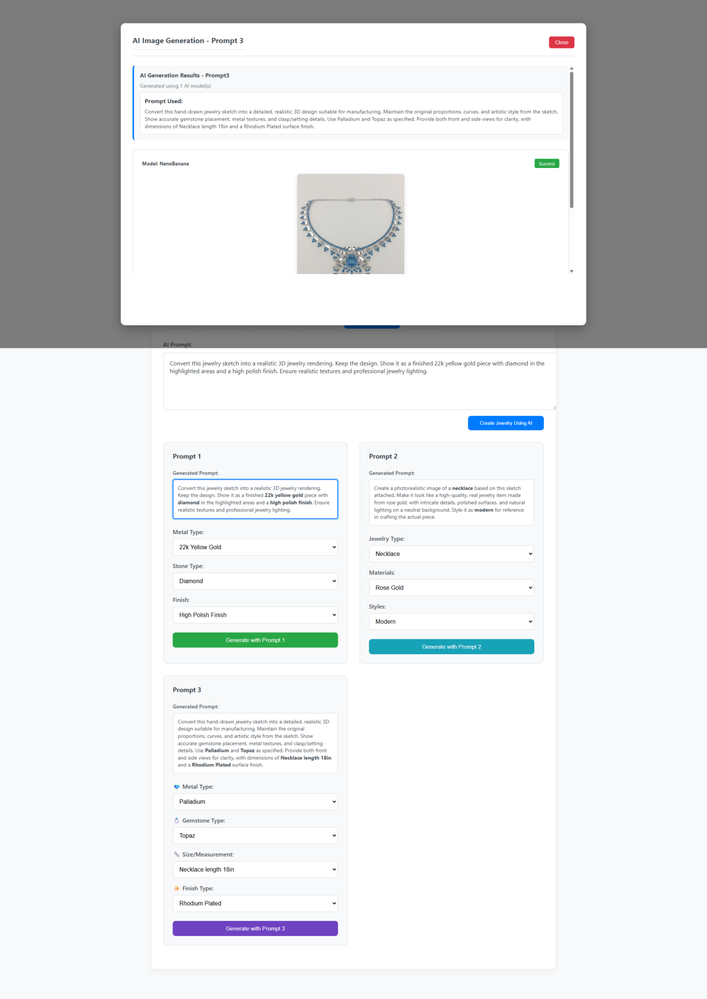 AI Image Generation - Prompt 3
Close
AI Generation Results - Prompt3
Generated using 1 AI model(s)
Prompt Used:
Convert this hand-drawn jewelry sketch into a detailed, realistic 3D design suitable for manufacturing. Maintain the original proportions, curves, and artistic style from the sketch.
Show accurate gemstone placement, metal textures, and clasp/setting details. Use Palladium and Topaz as specified. Provide both front and side views for clarity, with
dimensions of Necklace length 18in and a Rhodium Plated surface finish.
Model: NenoBanana
Success
AI Prompt:
Convert this jewelry sketch into a realistic 3D jewelry rendering. Keep the design. Show it as a finished 22k yellow gold piece with diamond in the
highlighted areas and a high polish finish. Ensure realistic textures and professional jewelry lighting.
Create Jewelry Using AI
Prompt 1
Generated Prompt:
Convert this jewelry sketch into a realistic 3D jewelry rendering.
Keep the design. Show it as a finished 22k yellow gold piece with
diamond in the highlighted areas and a high polish finish. Ensure
realistic textures and professional jewelry lighting.
Metal Type:
22k Yellow Gold
Stone Type:
Diamond
Finish:
High Polish Finish
Generate with Prompt 1
Prompt 2
Generated Prompt:
Create a photorealistic image of a necklace based on this sketch
attached. Make it look like a high-quality, real jewelry item made
from rose gold, with intricate details, polished surfaces, and natural
lighting on a neutral background. Style it as modern for reference
in crafting the actual piece.
Jewelry Type:
Necklace
Materials:
Rose Gold
Styles:
Modern
Generate with Prompt 2
Prompt 3
Generated Prompt:
Convert this hand-drawn jewelry sketch into a detailed, realistic 3D
design suitable for manufacturing. Maintain the original
proportions, curves, and artistic style from the sketch. Show
accurate gemstone placement, metal textures, and clasp/setting
details. Use Palladium and Topaz as specified. Provide both front
and side views for clarity, with dimensions of Necklace length 18in
and a Rhodium Plated surface finish.
Metal Type:
Palladium
Gemstone Type:
Topaz
Size/Measurement:
Necklace length 18in
Finish Type:
Rhodium Plated
Generate with Prompt 3